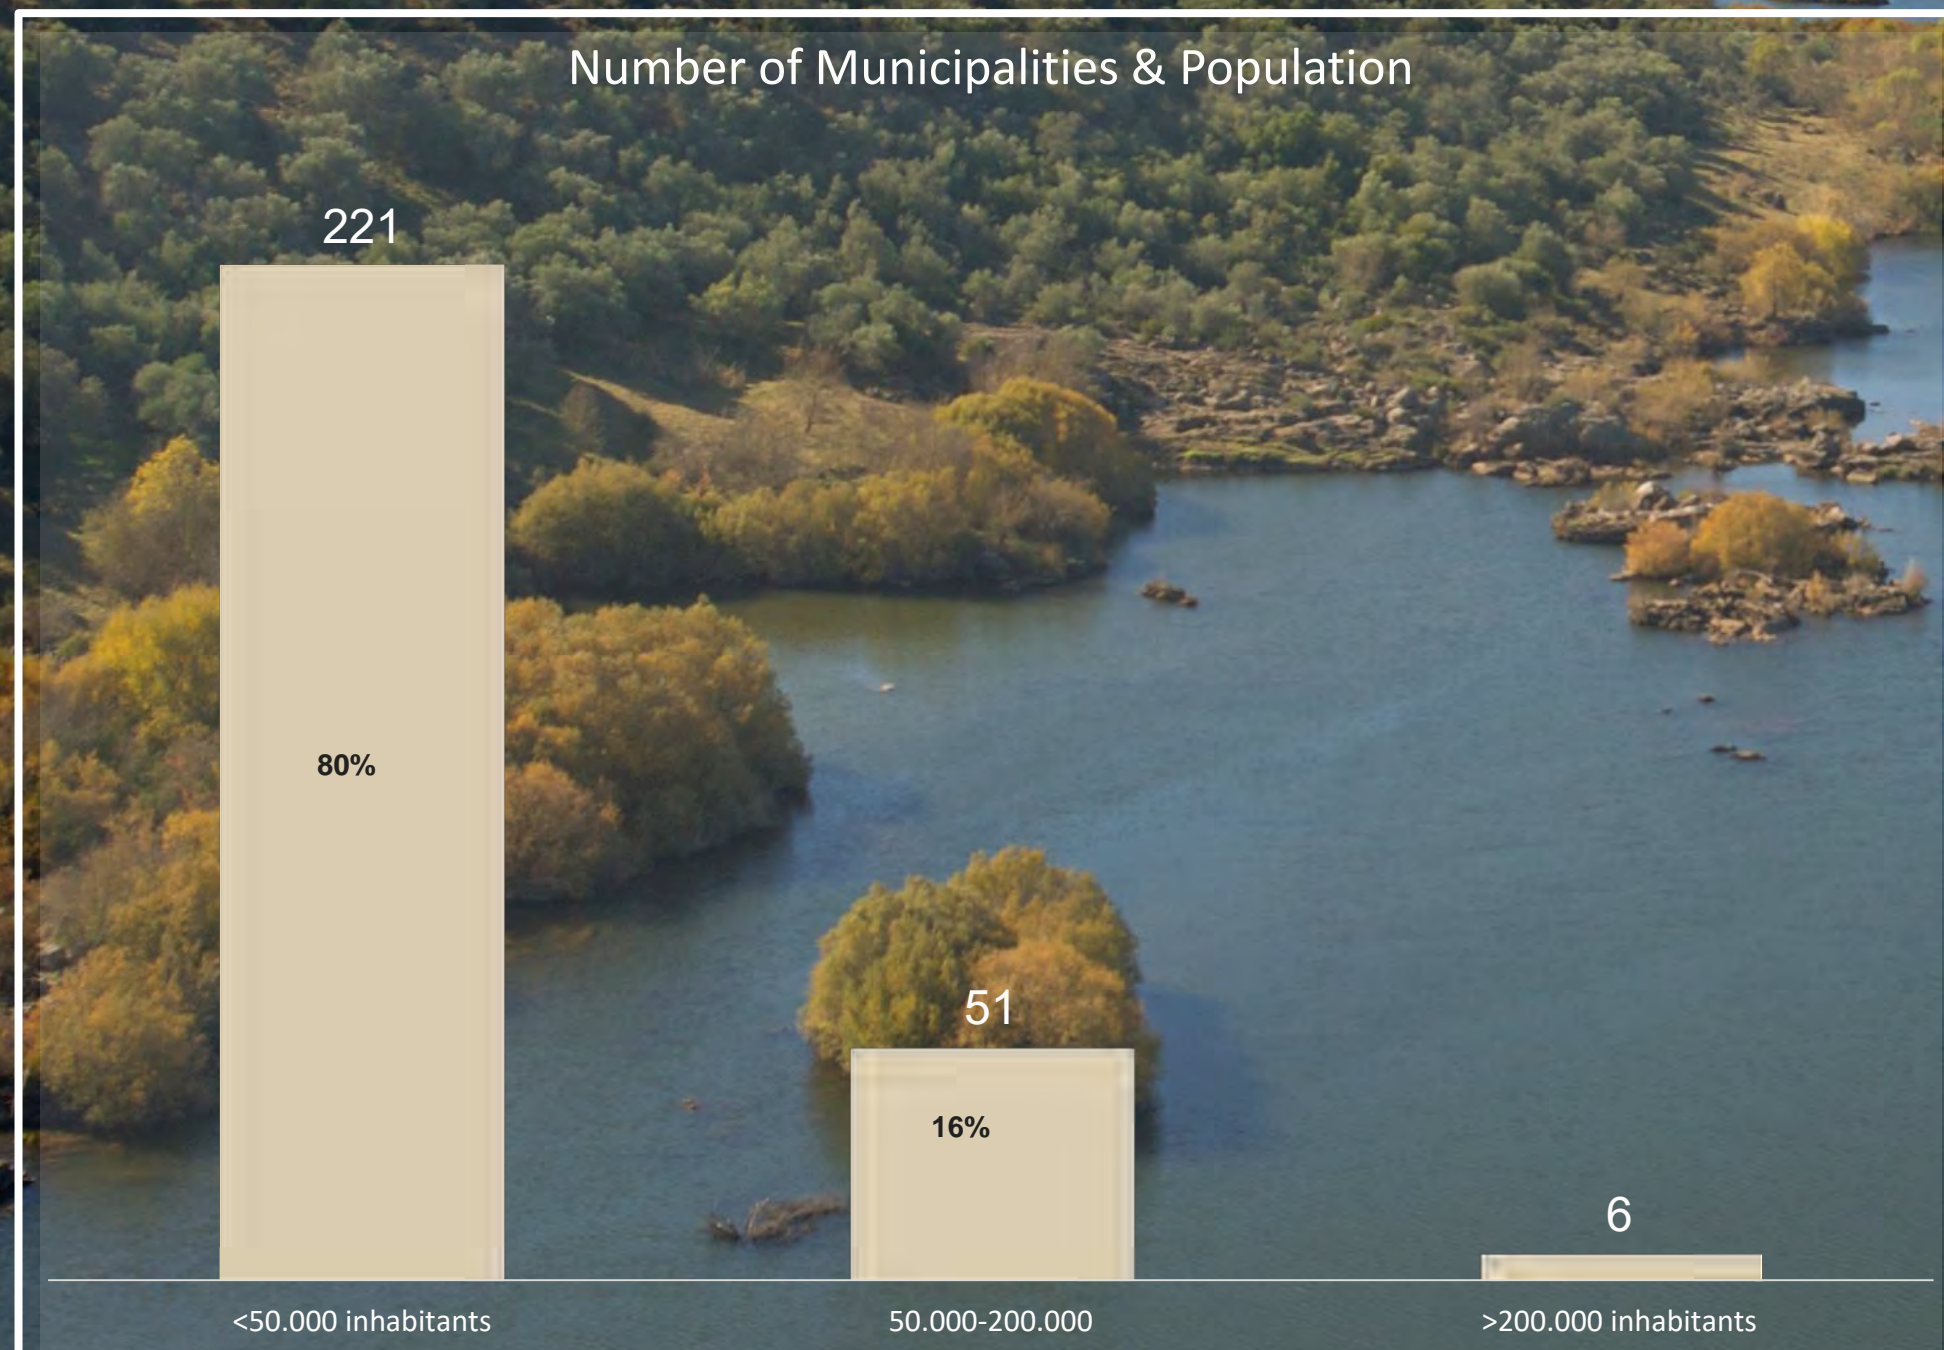 Number of Municipalities & Population
221
80%
51
16%
6
<50.000 inhabitants
50.000-200.000
>200.000 inhabitants